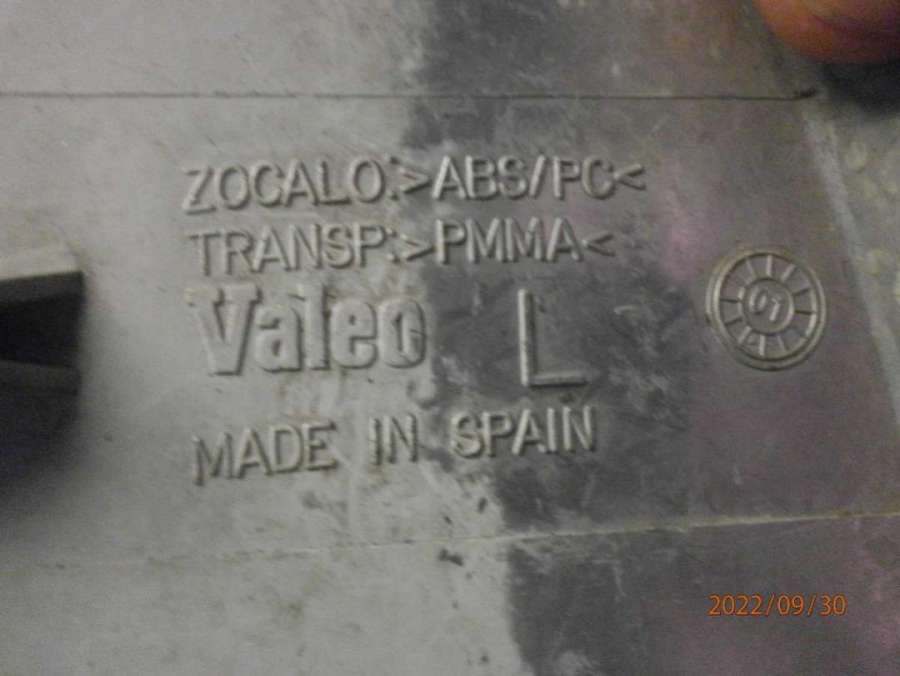 ZOCALO:>ABS/PC<
TRANSP:>PMMA<
Valeo L
MADE IN SPAIN
01
2022/09/30